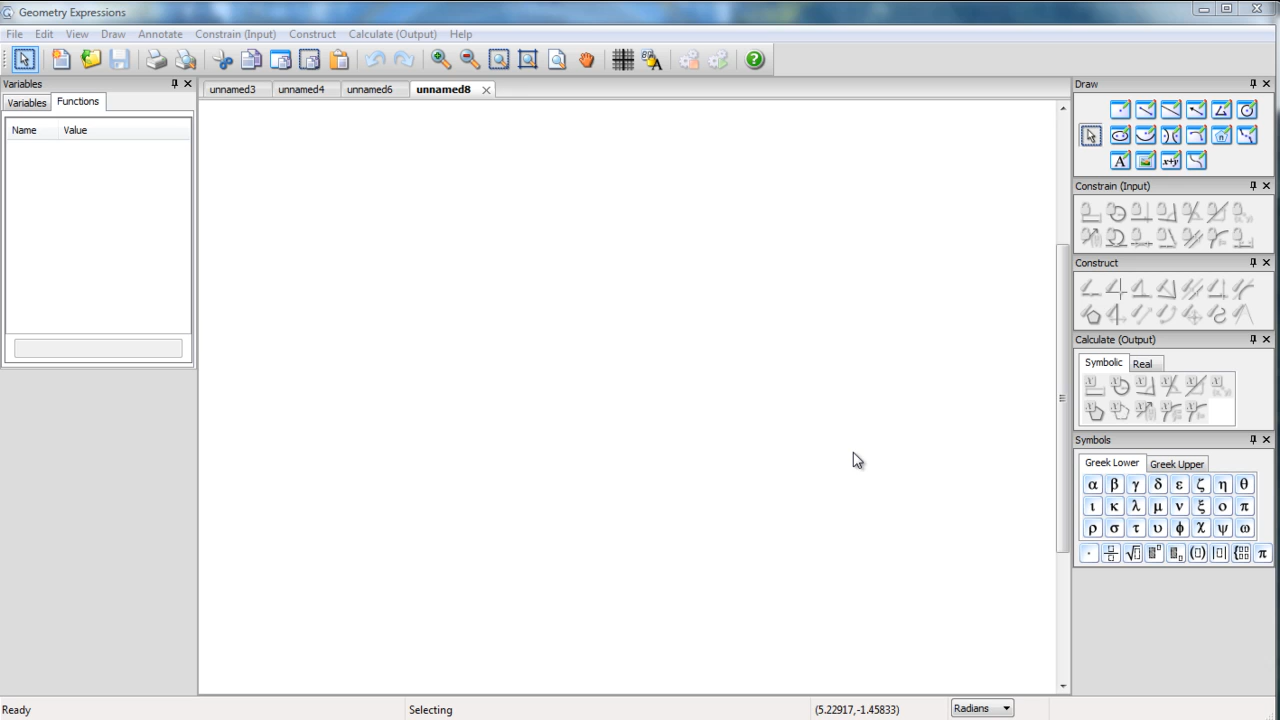 Geometry Expressions
File Edit View Draw Annotate Constrain (Input) Construct Calculate (Output) Help
Variables
Variables Functions
Name Value
unnamed3 unnamed4 unnamed6 unnamed8
Draw
A
x+y
Constrain (Input)
Construct
Calculate (Output)
Symbolic Real
Symbols
Greek Lower Greek Upper
α β γ δ ε ζ η θ
ι κ λ μ ν ξ ο π
ρ σ τ υ φ χ ψ ω
π
Ready Selecting (5.22917,-1.45833) Radians